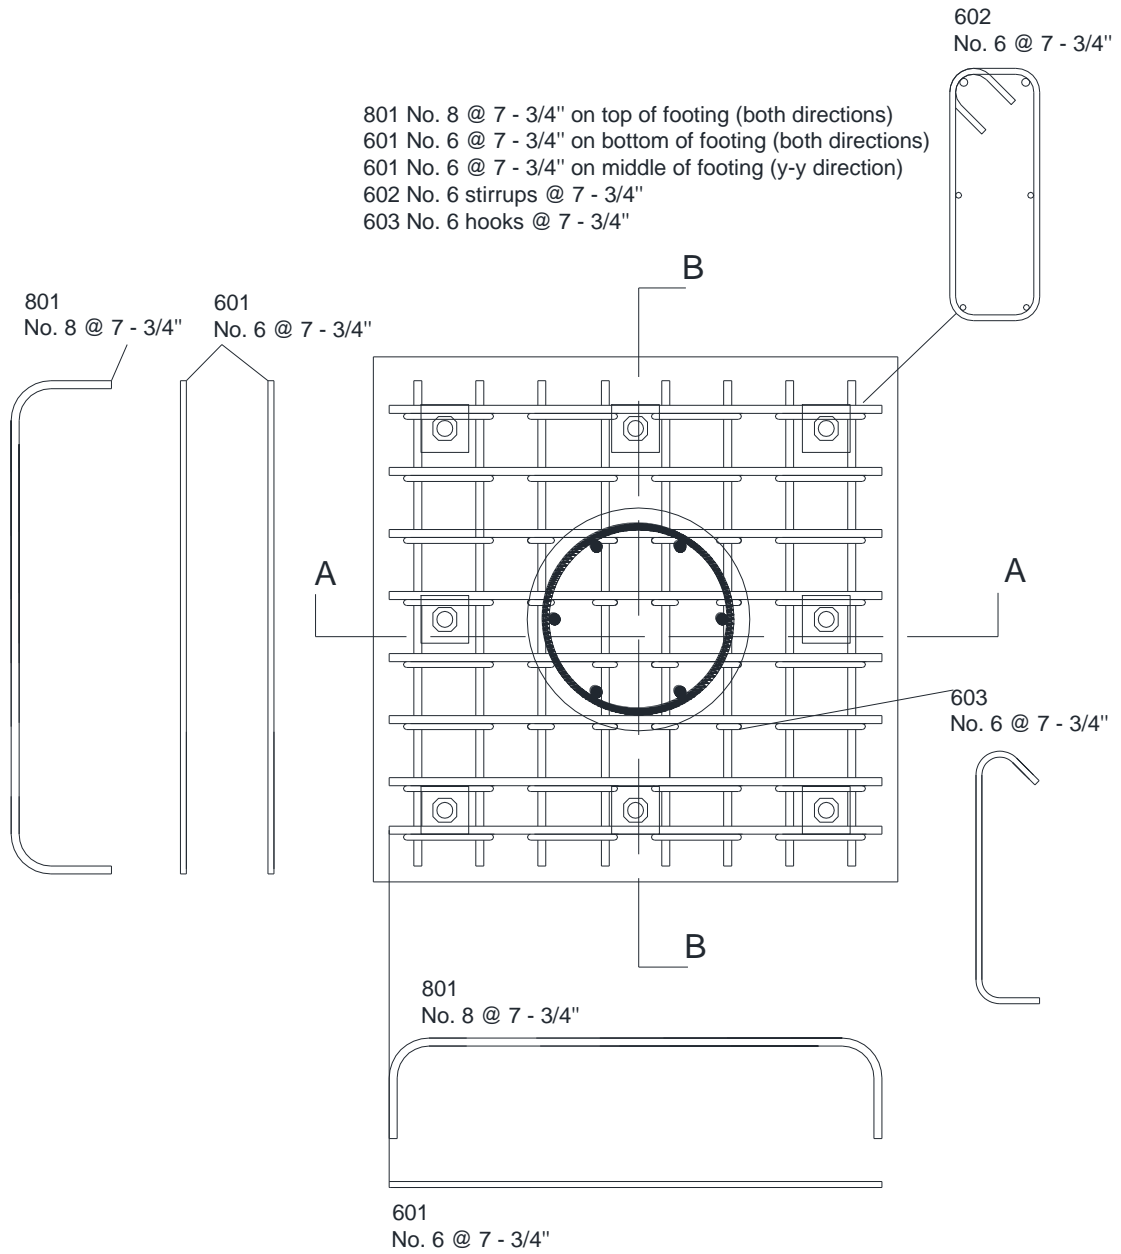 602
No. 6 @ 7 - 3/4"
801 No. 8 @ 7 - 3/4" on top of footing (both directions)
601 No. 6 @ 7 - 3/4" on bottom of footing (both directions)
601 No. 6 @ 7 - 3/4" on middle of footing (y-y direction)
602 No. 6 stirrups @ 7 - 3/4"
603 No. 6 hooks @ 7 - 3/4"
B
801
No. 8 @ 7 - 3/4"
601
No. 6 @ 7 - 3/4"
A
A
603
No. 6 @ 7 - 3/4"
B
801
No. 8 @ 7 - 3/4"
601
No. 6 @ 7 - 3/4"